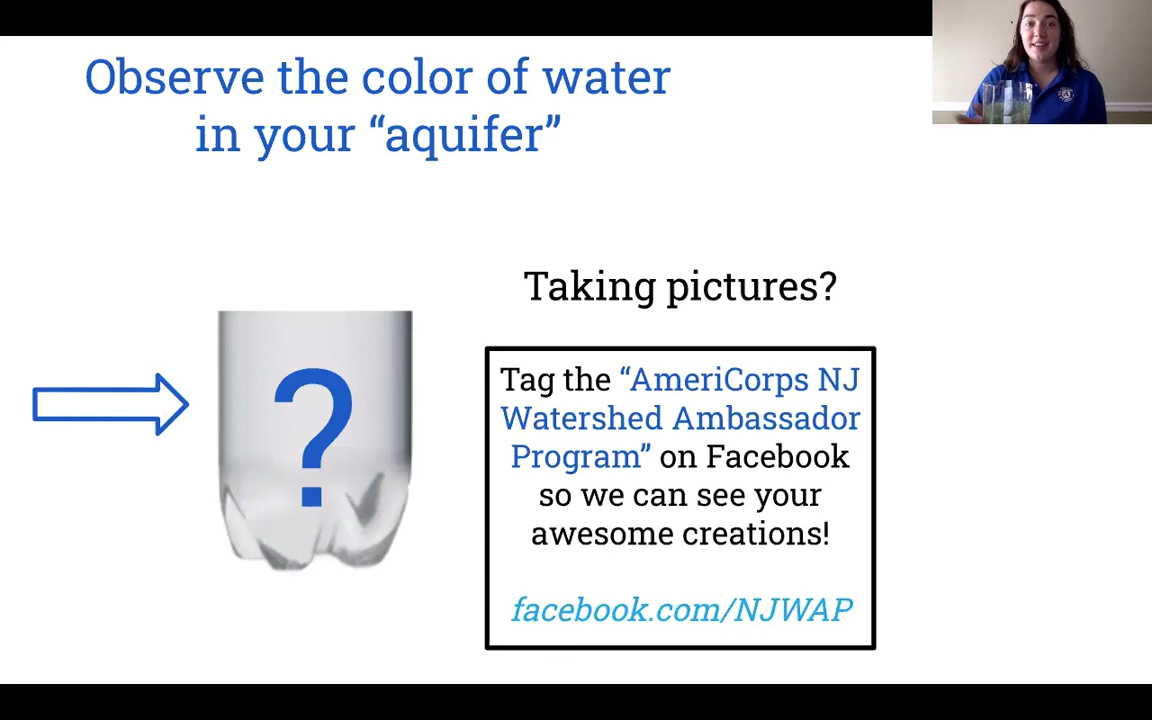 Observe the color of water
in your “aquifer”
Taking pictures?
?
Tag the “AmeriCorps NJ
Watershed Ambassador
Program” on Facebook
so we can see your
awesome creations!
facebook.com/NJWAP